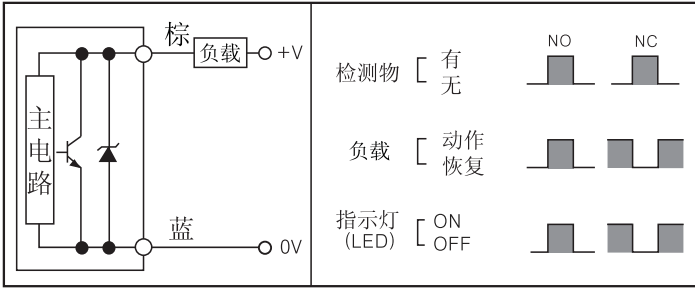 棕
负载
+V
主电路
蓝
0V
NO
NC
检测物
有
无
负载
动作
恢复
指示灯
(LED)
ON
OFF